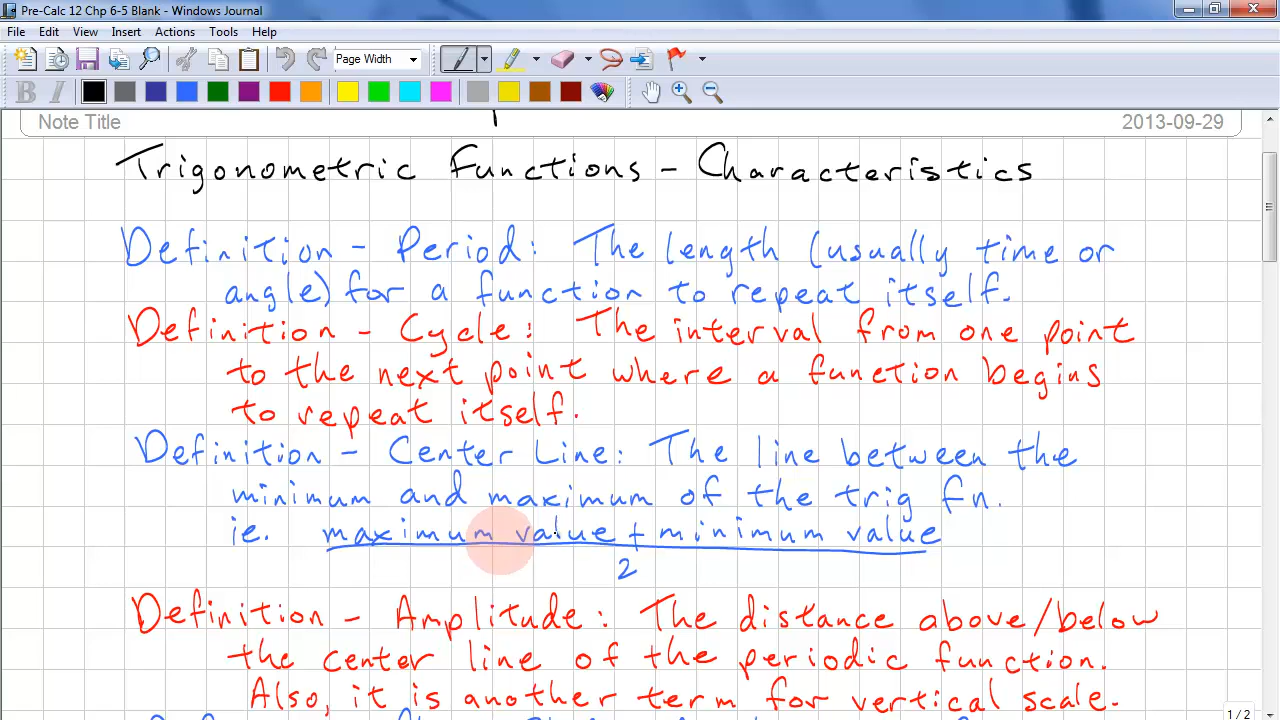 Pre-Calc 12 Chp 6-5 Blank - Windows Journal
File Edit View Insert Actions Tools Help
Page Width
B I
Note Title 2013-09-29
Trigonometric Functions - Characteristics
Definition - Period: The length (usually time or
angle) for a function to repeat itself.
Definition - Cycle: The interval from one point
to the next point where a function begins
to repeat itself.
Definition - Center Line: The line between the
minimum and maximum of the trig fn.
ie. maximum value + minimum value
2
Definition - Amplitude: The distance above/below
the center line of the periodic function.
Also, it is another term for vertical scale.
1/2